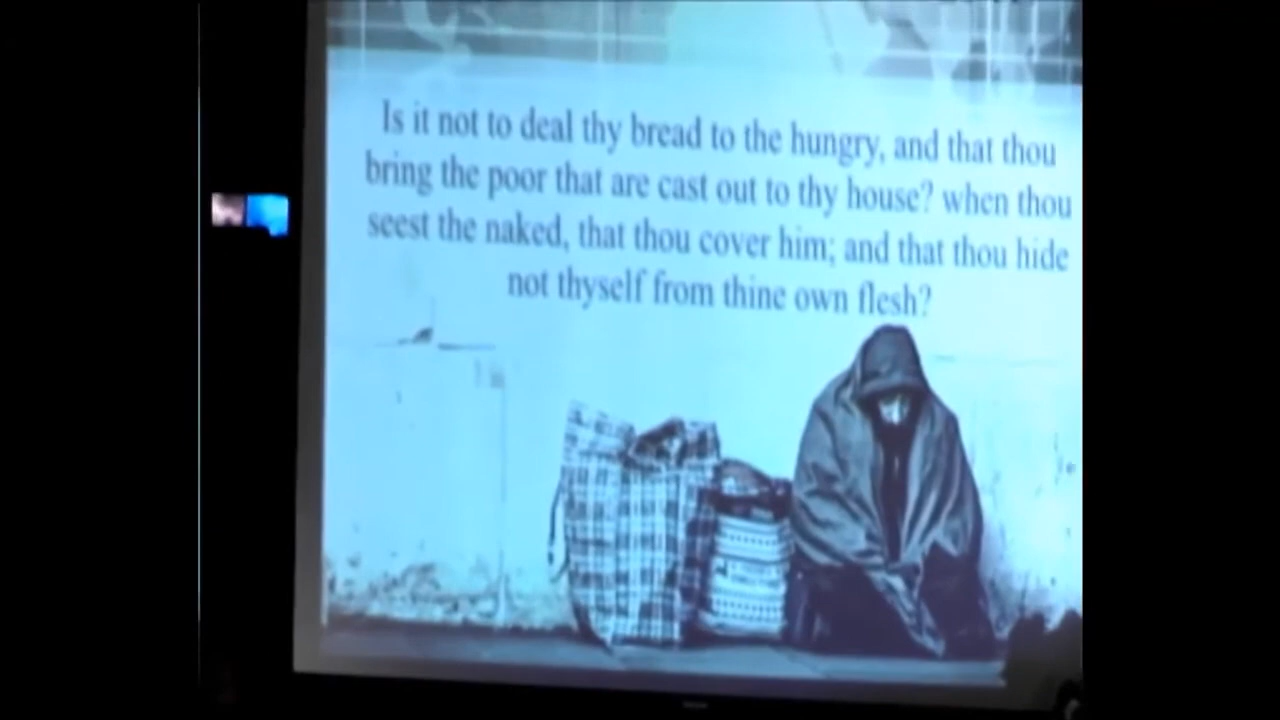 Is it not to deal thy bread to the hungry, and that thou
bring the poor that are cast out to thy house? when thou
seest the naked, that thou cover him; and that thou hide
not thyself from thine own flesh?